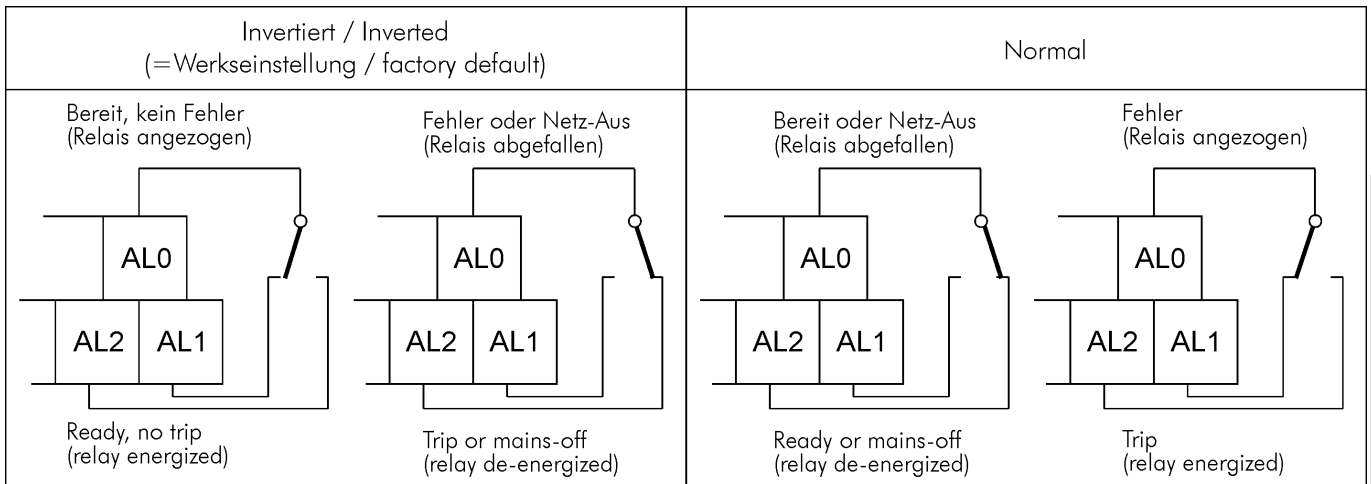 Invertiert / Inverted
(=Werkseinstellung / factory default)
Normal
Bereit, kein Fehler
(Relais angezogen)
Fehler oder Netz-Aus
(Relais abgefallen)
Bereit oder Netz-Aus
(Relais abgefallen)
Fehler
(Relais angezogen)
AL0
AL2 AL1
AL0
AL2 AL1
AL0
AL2 AL1
AL0
AL2 AL1
Ready, no trip
(relay energized)
Trip or mains-off
(relay de-energized)
Ready or mains-off
(relay de-energized)
Trip
(relay energized)